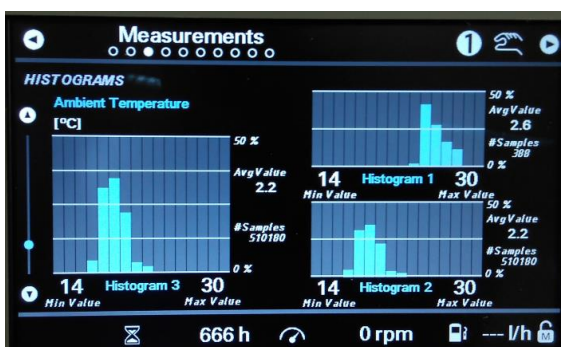 Measurements
1
HISTOGRAMS
Ambient Temperature
[ºC]
50 %
AvgValue
2.2
#Samples
510180
0 %
14 Histogram 3 30
Min Value Max Value
50 %
AvgValue
2.6
#Samples
388
0 %
14 Histogram 1 30
Min Value Max Value
50 %
AvgValue
2.2
#Samples
510180
0 %
14 Histogram 2 30
Min Value Max Value
666 h 0 rpm --- l/h M